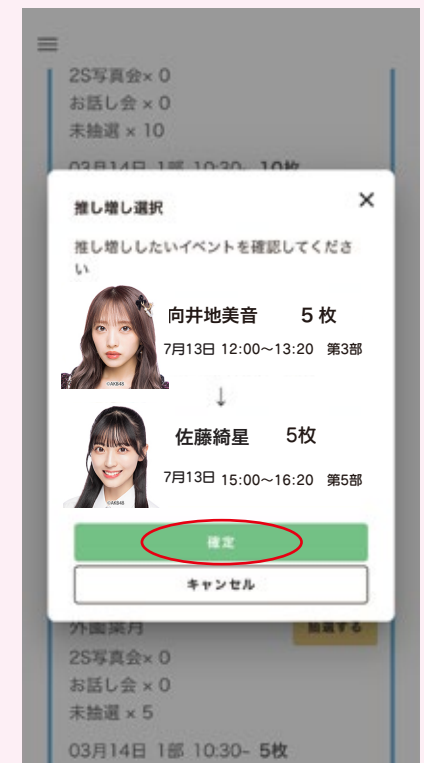 2S写真会× 0
お話し会 × 0
未抽選 × 10
03月14日 1部 10:30- 10枚
推し増し選択
推し増ししたいイベントを確認してくださ
い
向井地美音 5 枚
7月13日 12:00〜13:20 第3部
©AKB48
↓
佐藤綺星 5枚
7月13日 15:00〜16:20 第5部
©AKB48
確定
キャンセル
外園葉月
抽選する
2S写真会× 0
お話し会 × 0
未抽選 × 5
03月14日 1部 10:30- 5枚